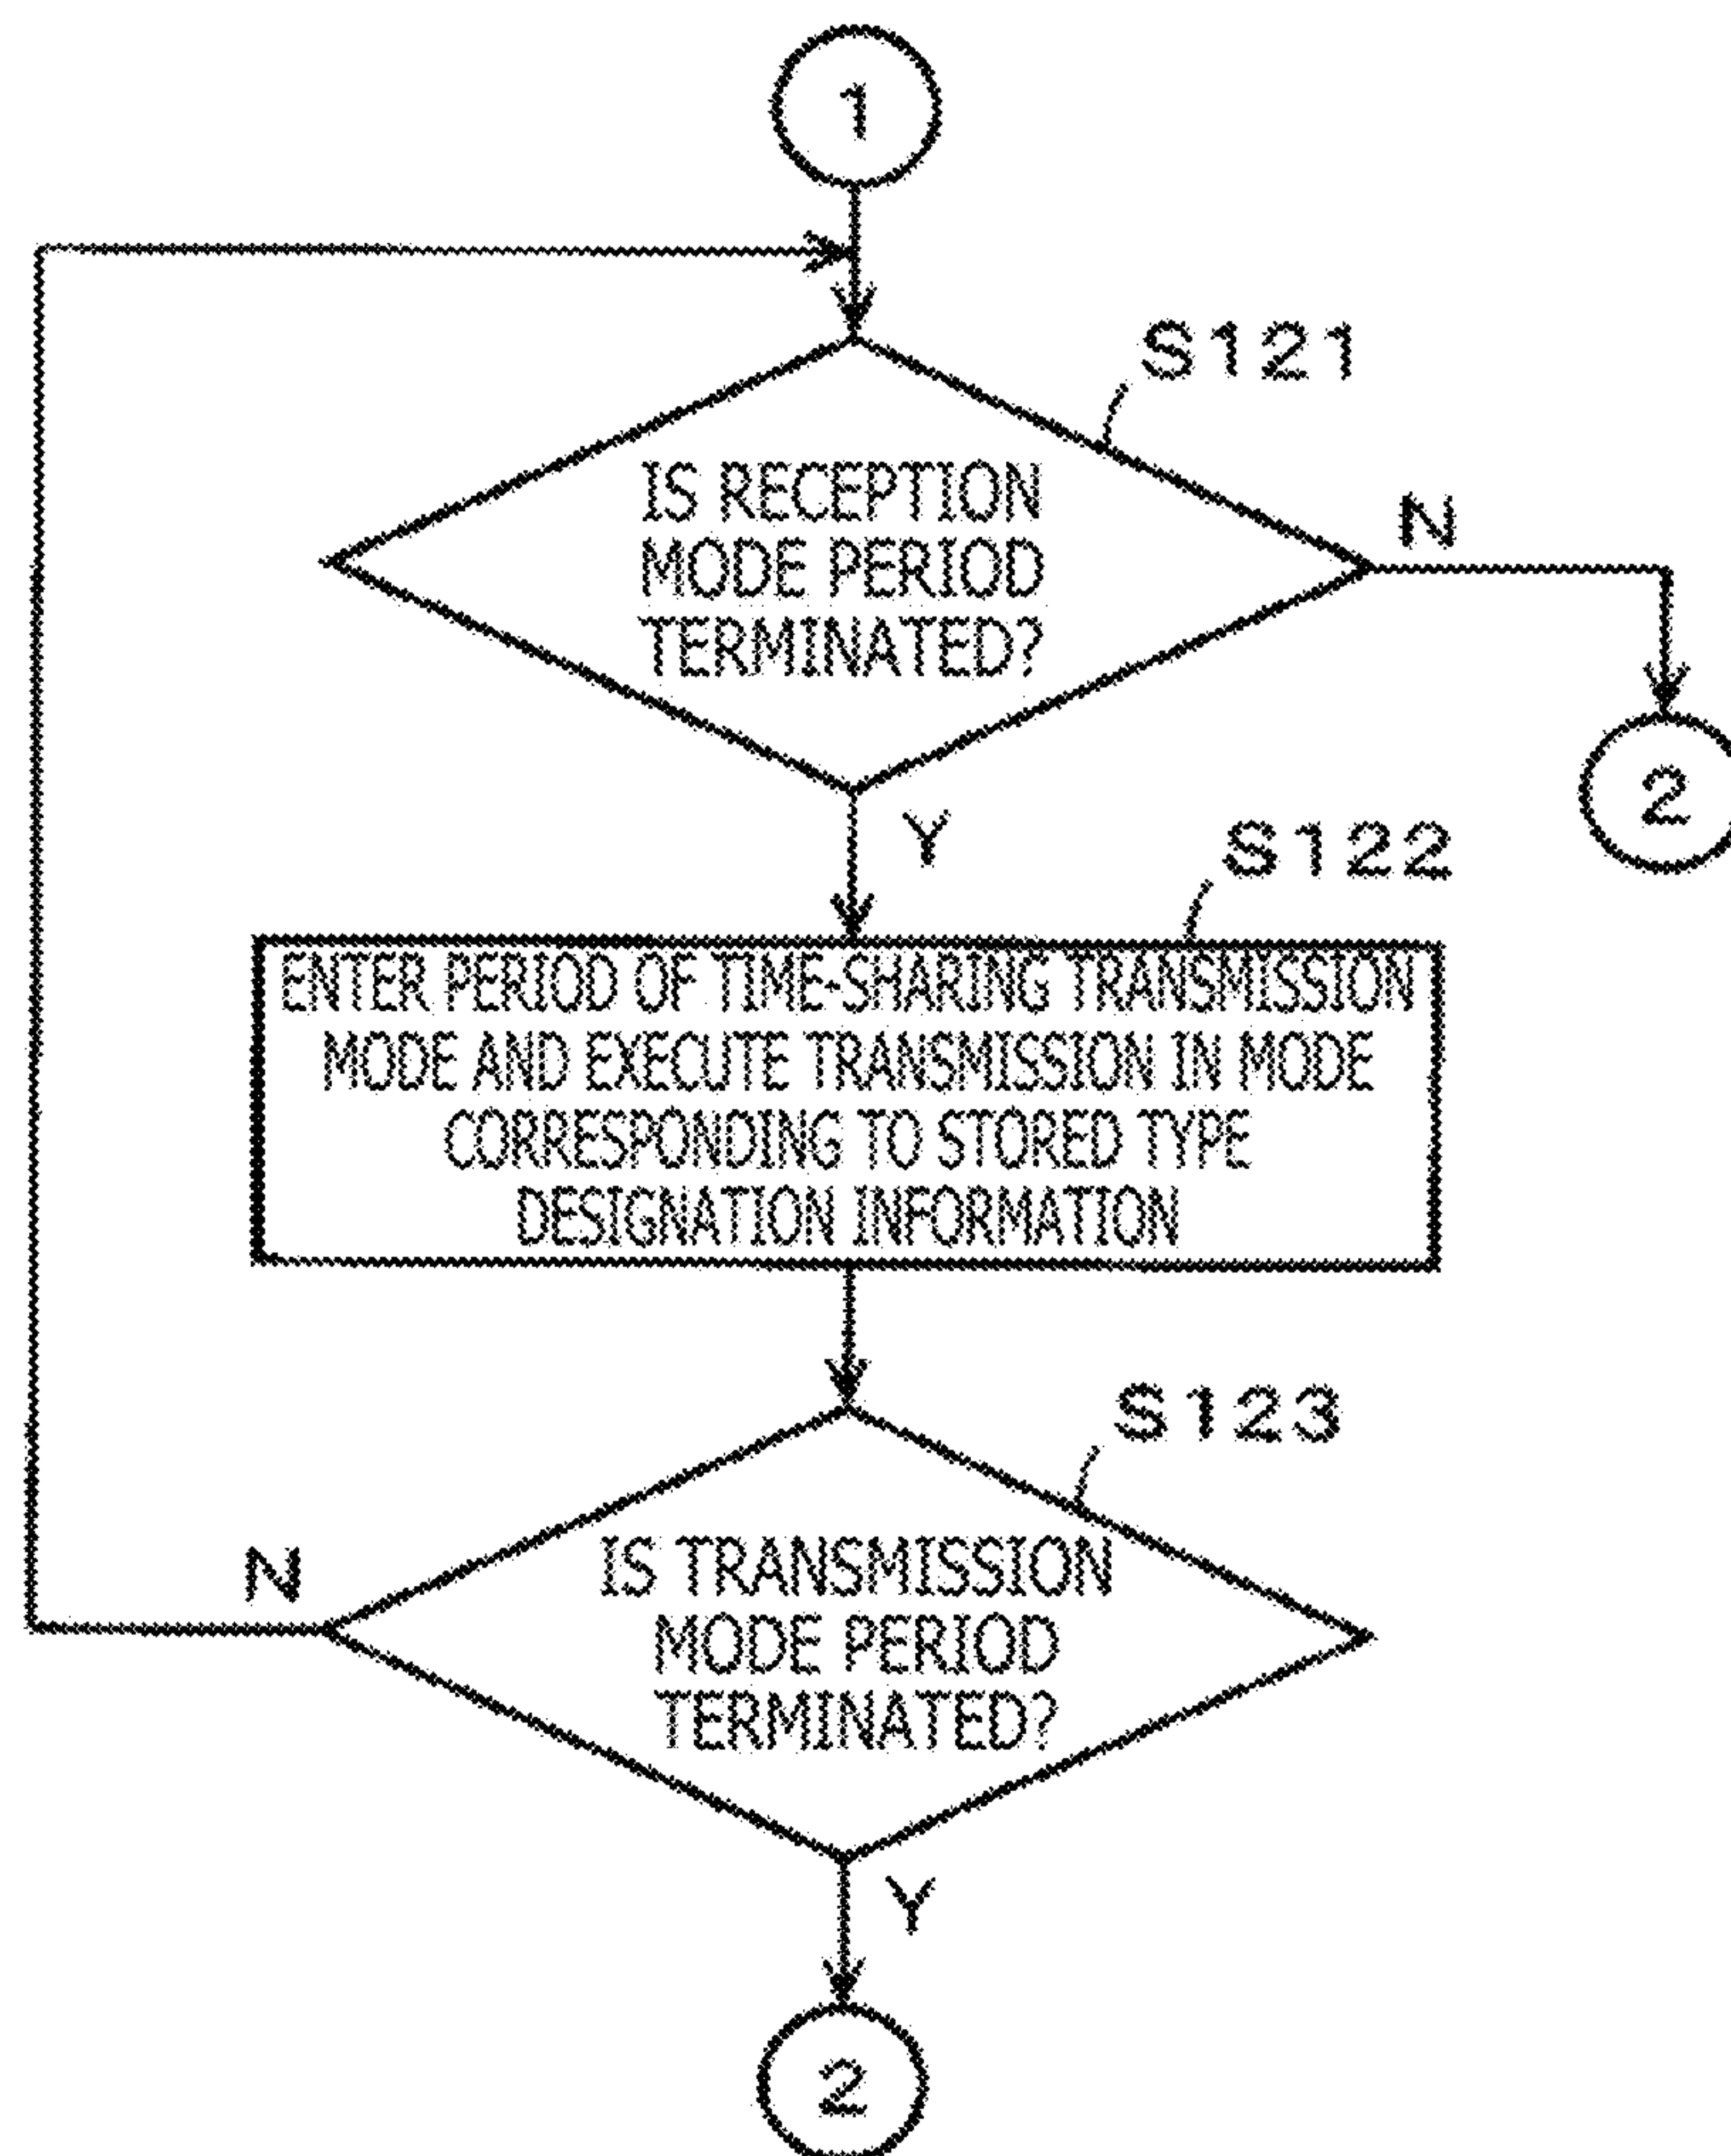 1
S121
IS RECEPTION
MODE PERIOD
TERMINATED?
N
2
Y
S122
ENTER PERIOD OF TIME-SHARING TRANSMISSION
MODE AND EXECUTE TRANSMISSION IN MODE
CORRESPONDING TO STORED TYPE
DESIGNATION INFORMATION
S123
IS TRANSMISSION
MODE PERIOD
TERMINATED?
N
Y
2